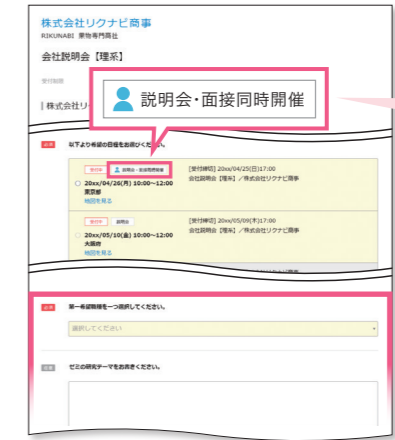 株式会社リクナビ商事
RIKUNABI 業物専門商社
会社説明会【理系】
受付期間
株式会社リク
説明会・面接同時開催
必須 以下より希望の日程をお選びください。
受付中 説明会・面接同時開催 [受付締切] 20xx/04/25(日)17:00
会社説明会【理系】／株式会社リクナビ商事
20xx/04/26(月) 10:00~12:00
東京都
地図を見る
受付中 説明会 [受付締切] 20xx/05/09(木)17:00
会社説明会【理系】／株式会社リクナビ商事
20xx/05/10(金) 10:00~12:00
大阪府
地図を見る
必須 第一希望職種を一つ選択してください。
選択してください
必須 ゼミの研究テーマをお書きください。